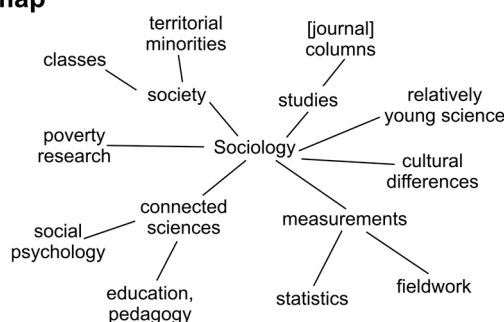 map
territorial
minorities
[journal]
columns
classes
society
studies
relatively
young science
poverty
research
Sociology
cultural
differences
connected
sciences
measurements
social
psychology
education,
pedagogy
statistics
fieldwork